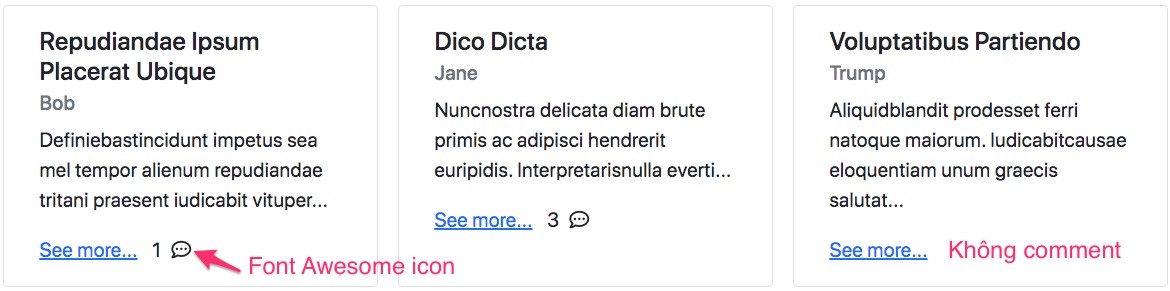 Repudiandae Ipsum
Placerat Ubique
Bob
Definiebastincidunt impetus sea
mel tempor alienum repudiandae
tritani praesent iudicabit vituper...
See more... 1
Font Awesome icon
Dico Dicta
Jane
Nuncnostra delicata diam brute
primis ac adipisci hendrerit
euripidis. Interpretarisnulla everti...
See more... 3
Voluptatibus Partiendo
Trump
Aliquidblandit prodesset ferri
natoque maiorum. Iudicabitcausae
eloquentiam unum graecis
salutat...
See more... Không comment